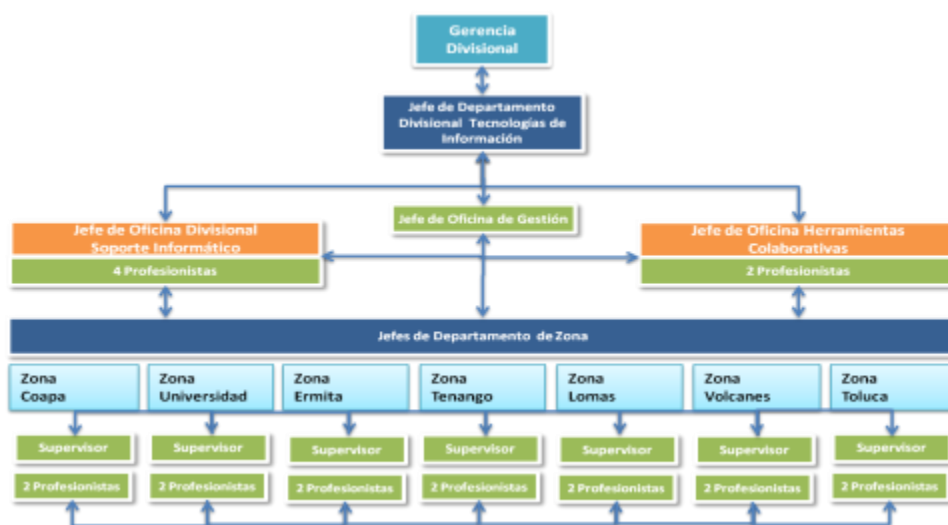 Gerencia
Divisional
Jefe de Departamento
Divisional Tecnologías de
Información
Jefe de Oficina Divisional
Soporte Informático
4 Profesionistas
Jefe de Oficina de Gestión
Jefe de Oficina Herramientas
Colaborativas
2 Profesionistas
Jefes de Departamento de Zona
Zona
Coapa
Zona
Universidad
Zona
Ermita
Zona
Tenango
Zona
Lomas
Zona
Volcanes
Zona
Toluca
Supervisor
Supervisor
Supervisor
Supervisor
Supervisor
Supervisor
Supervisor
2 Profesionistas
2 Profesionistas
2 Profesionistas
2 Profesionistas
2 Profesionistas
2 Profesionistas
2 Profesionistas